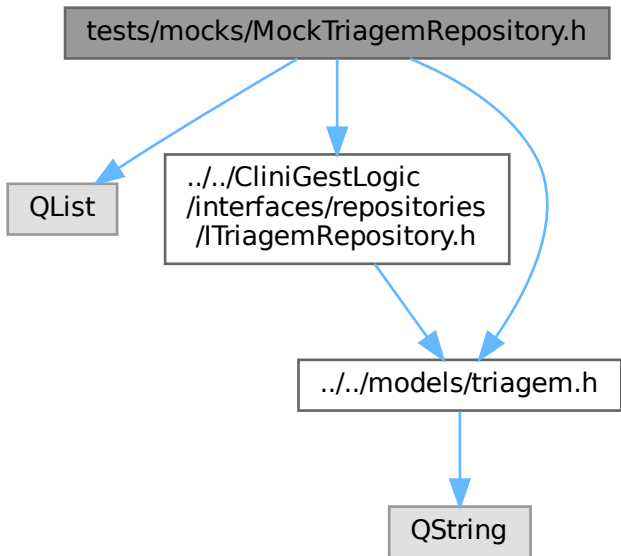 tests/mocks/MockTriagemRepository.h
QList
../../CliniGestLogic
/interfaces/repositories
/ITriagemRepository.h
../../models/triagem.h
QString